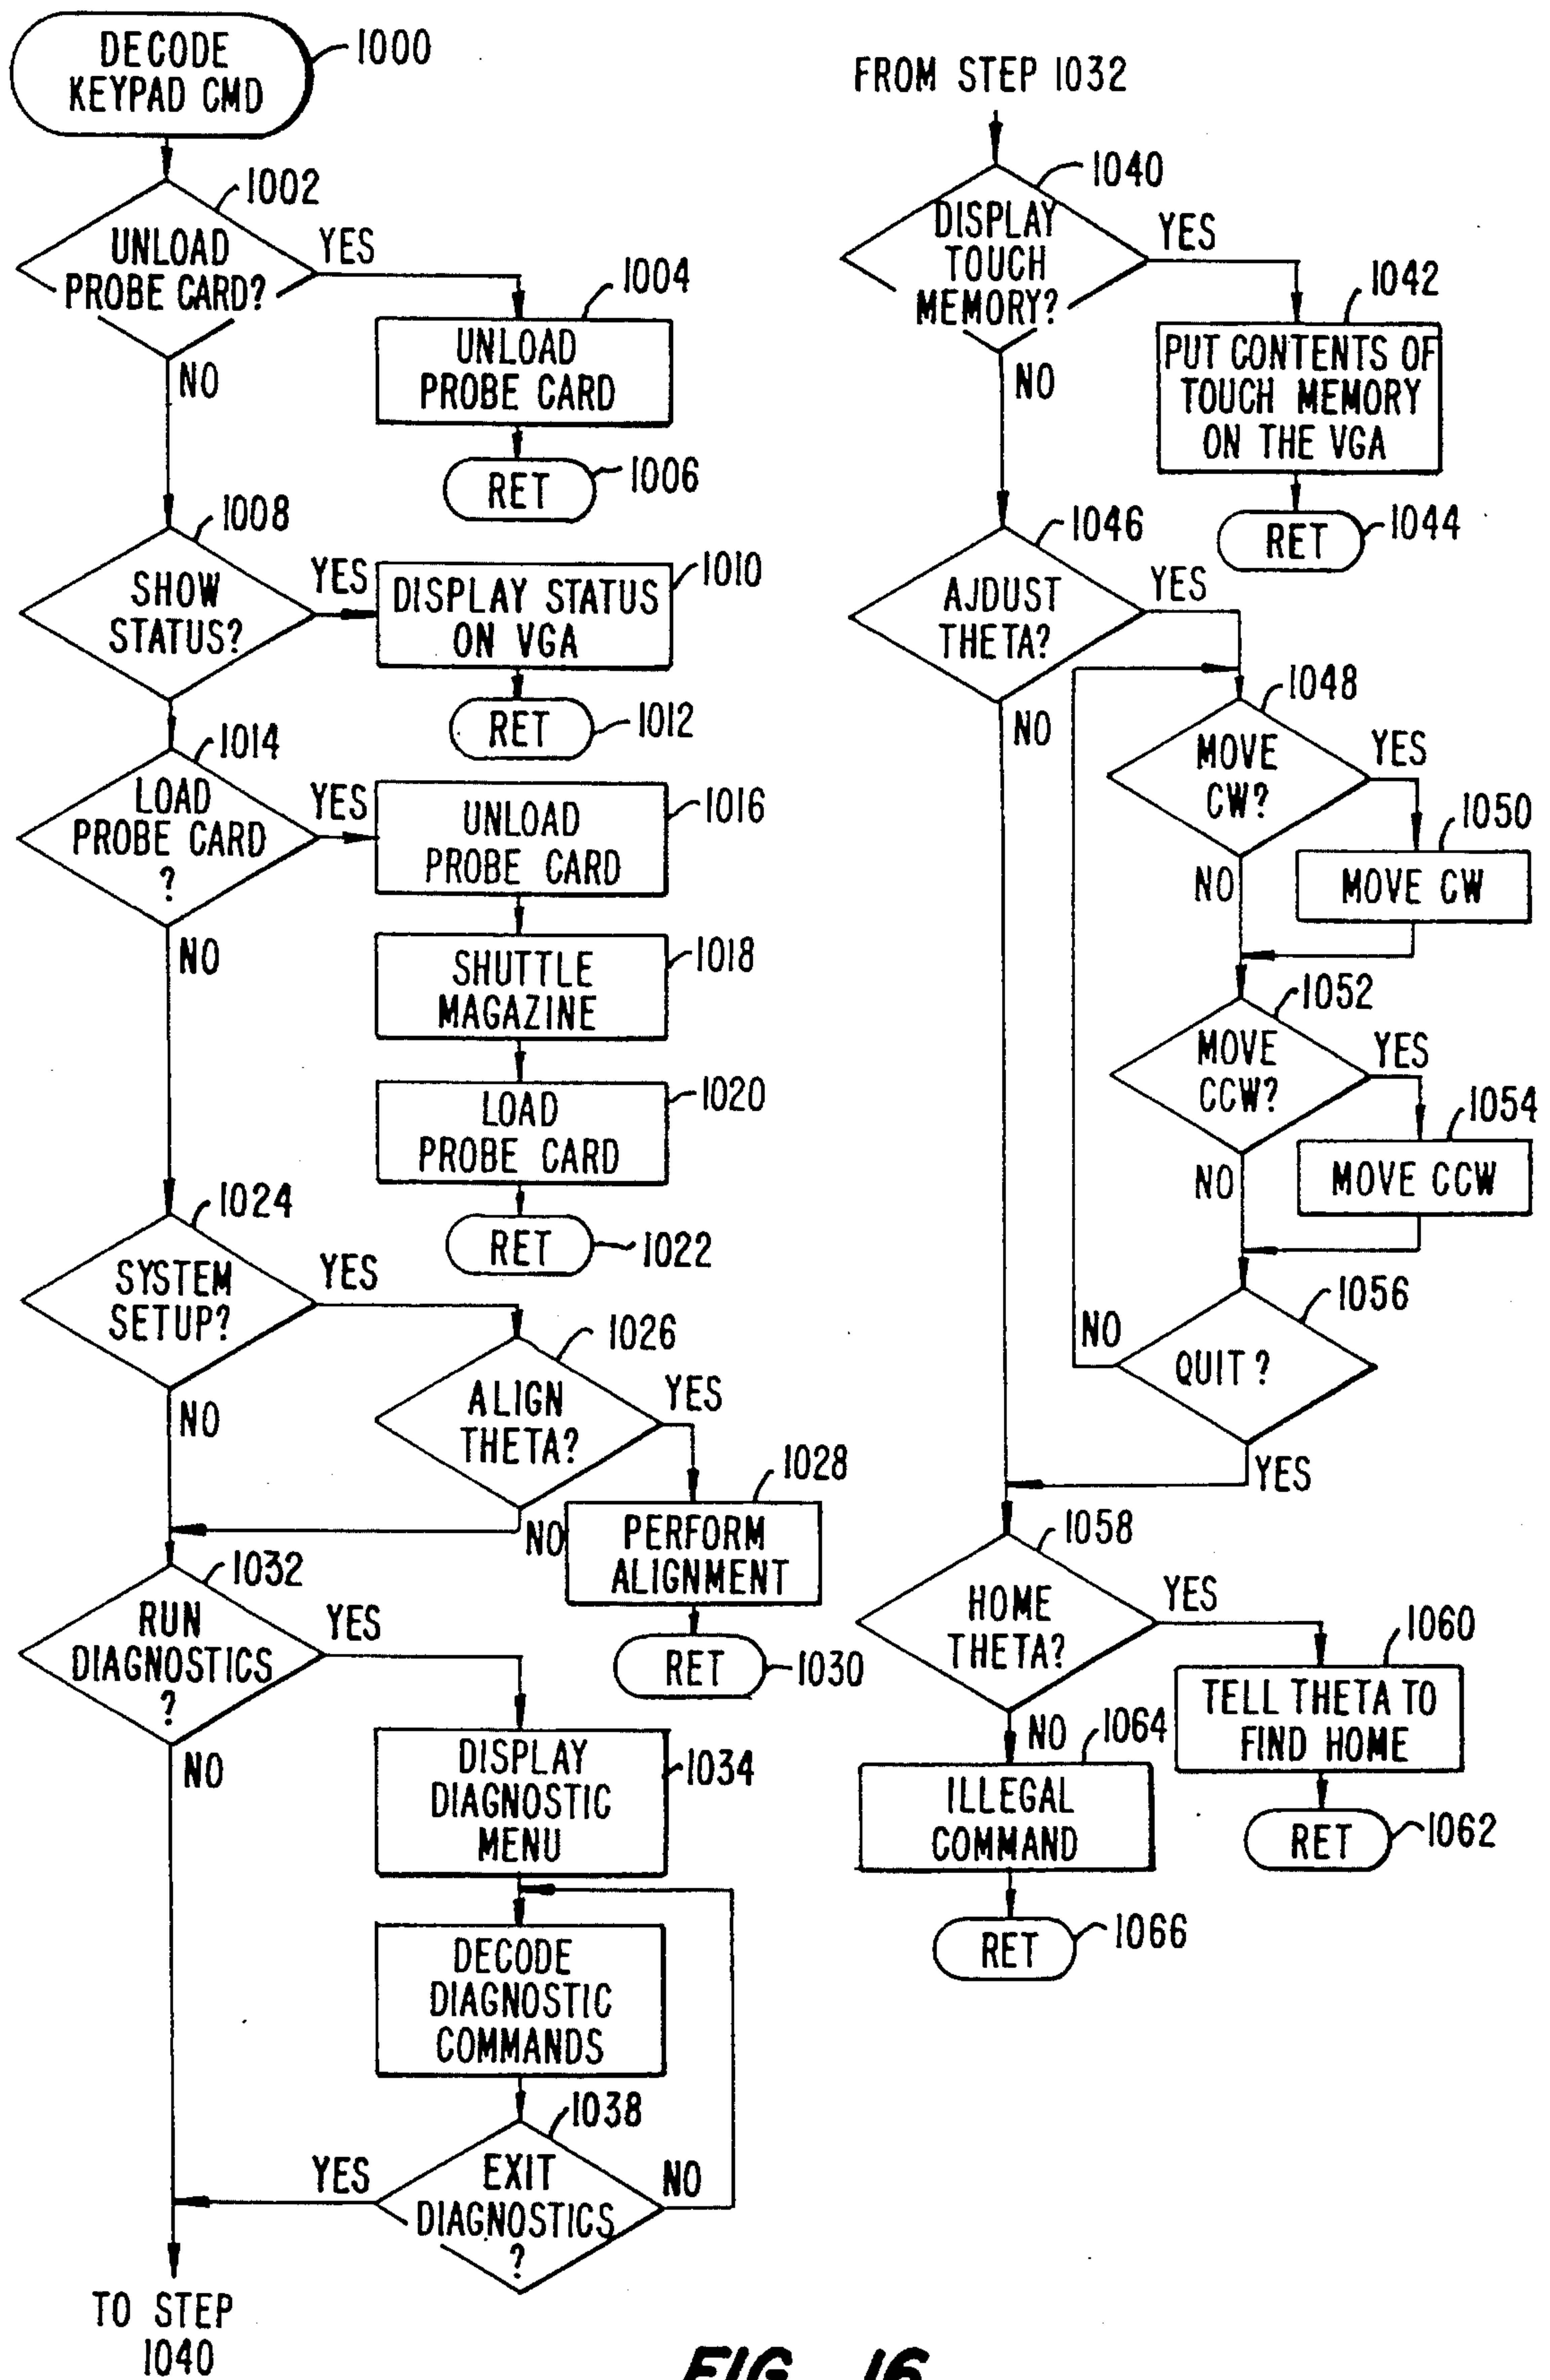 DECODE
KEYPAD CMD
1000
1002
UNLOAD
PROBE CARD?
YES
NO
1004
UNLOAD
PROBE CARD
RET
1006
1008
SHOW
STATUS?
YES
1010
DISPLAY STATUS
ON VGA
RET
1012
1014
LOAD
PROBE CARD
?
YES
NO
1016
UNLOAD
PROBE CARD
1018
SHUTTLE
MAGAZINE
1020
LOAD
PROBE CARD
RET
1022
1024
SYSTEM
SETUP?
YES
NO
1026
ALIGN
THETA?
YES
NO
1028
PERFORM
ALIGNMENT
RET
1030
1032
RUN
DIAGNOSTICS
?
YES
NO
1034
DISPLAY
DIAGNOSTIC
MENU
DECODE
DIAGNOSTIC
COMMANDS
1038
EXIT
DIAGNOSTICS
?
YES
NO
TO STEP
1040
FROM STEP 1032
1040
DISPLAY
TOUCH
MEMORY?
YES
NO
1042
PUT CONTENTS OF
TOUCH MEMORY
ON THE VGA
RET
1044
1046
AJDUST
THETA?
YES
NO
1048
MOVE
CW?
YES
NO
1050
MOVE CW
1052
MOVE
CCW?
YES
NO
1054
MOVE CCW
1056
QUIT?
NO
YES
1058
HOME
THETA?
YES
NO
1060
TELL THETA TO
FIND HOME
RET
1062
1064
ILLEGAL
COMMAND
RET
1066
FIG. 16